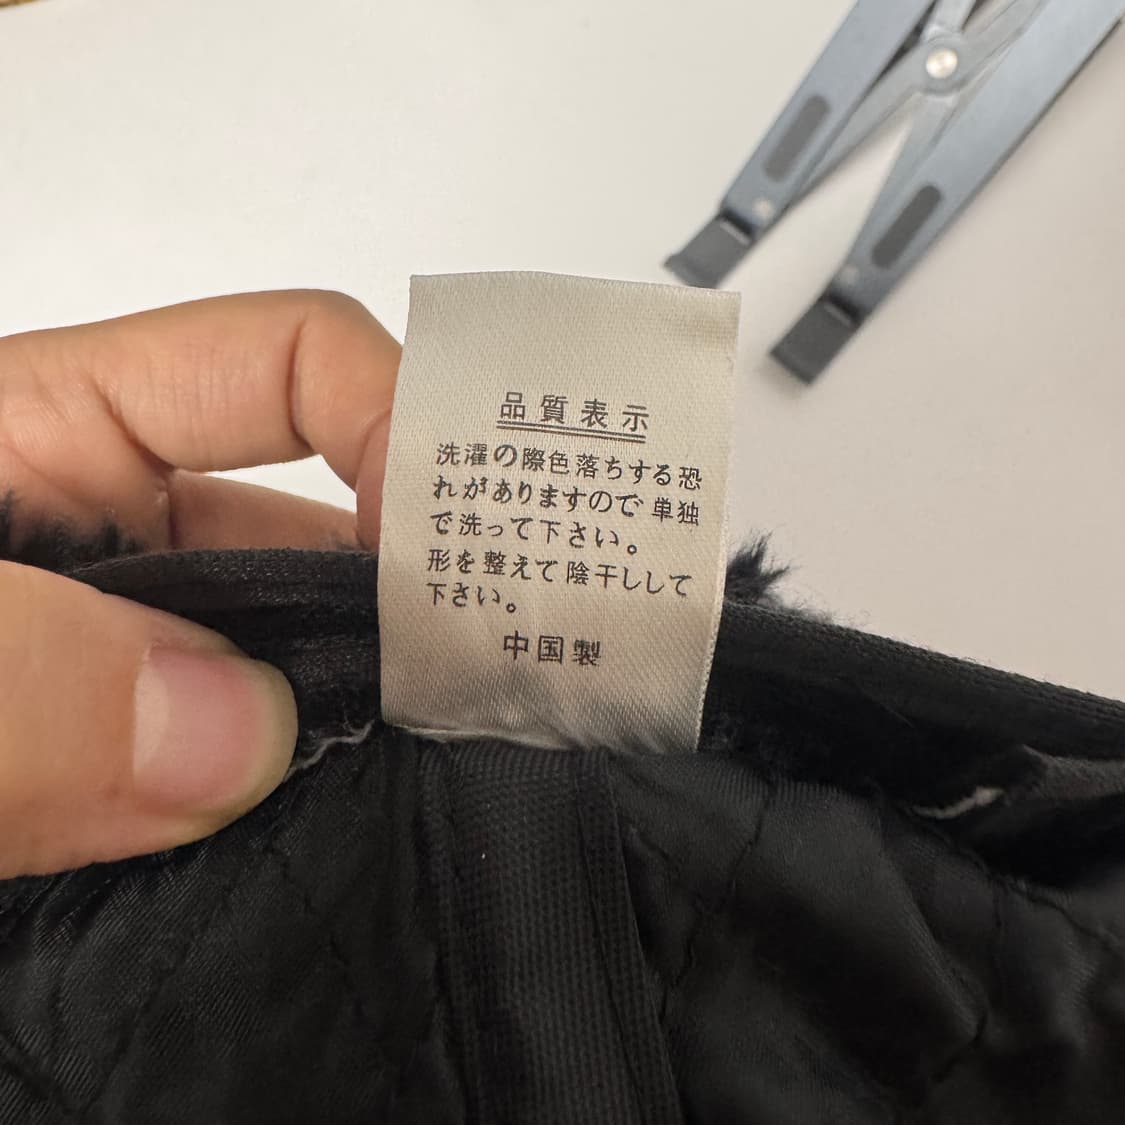 品質表示
洗濯の際色落ちする恐
れがありますので単独
で洗って下さい。
形を整えて陰干しして
下さい。
中国製